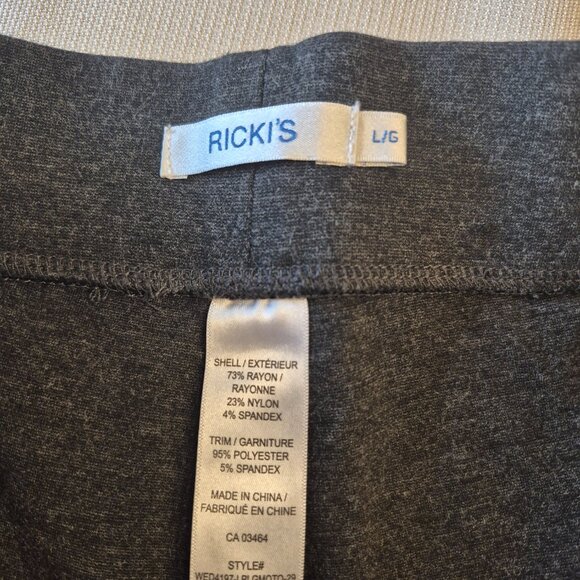 RICKI'S
L/G
SHELL / EXTÉRIEUR
73% RAYON /
RAYONNE
23% NYLON
4% SPANDEX
TRIM / GARNITURE
95% POLYESTER
5% SPANDEX
MADE IN CHINA /
FABRIQUÉ EN CHINE
CA 03464
STYLE#